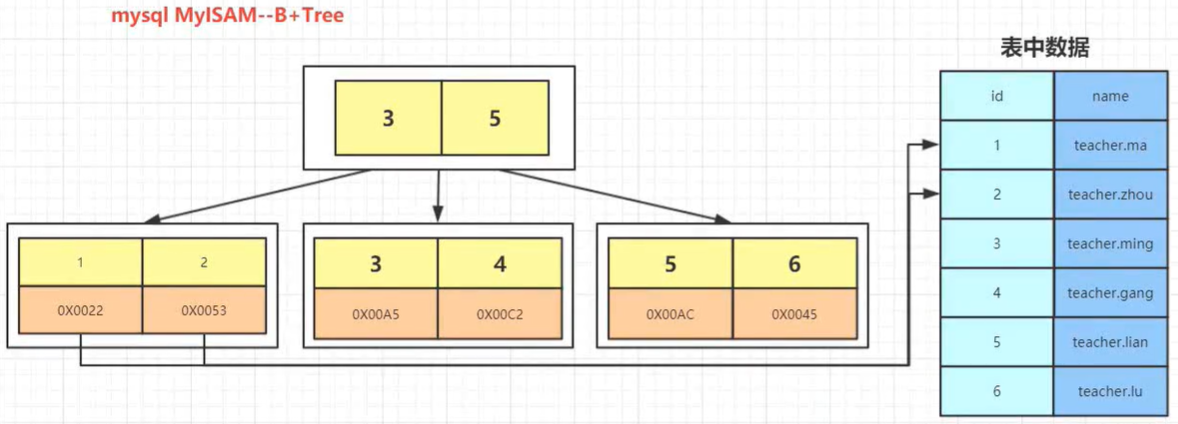 mysql MyISAM--B+Tree
表中数据
3 5
1 2
0X0022 0X0053
3 4
0X00A5 0X00C2
5 6
0X00AC 0X0045
id name
1 teacher.ma
2 teacher.zhou
3 teacher.ming
4 teacher.gang
5 teacher.lian
6 teacher.lu